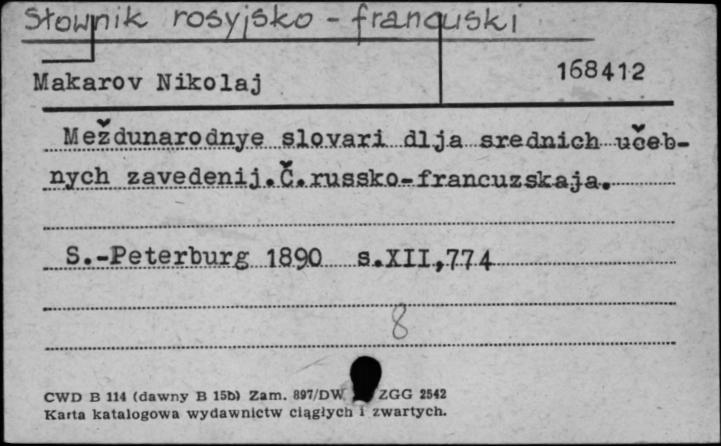 Słownik rosyjsko - francuski
Makarov Nikolaj
168412
Meždunarodnye slovari dlja srednich učeb-
nych zavedenij.Č.russko-francuzskaja.
S.-Peterburg 1890 s.XII,774
8
CWD B 114 (dawny B 15b) Zam. 897/DW ZGG 2542
Karta katalogowa wydawnictw ciągłych i zwartych.